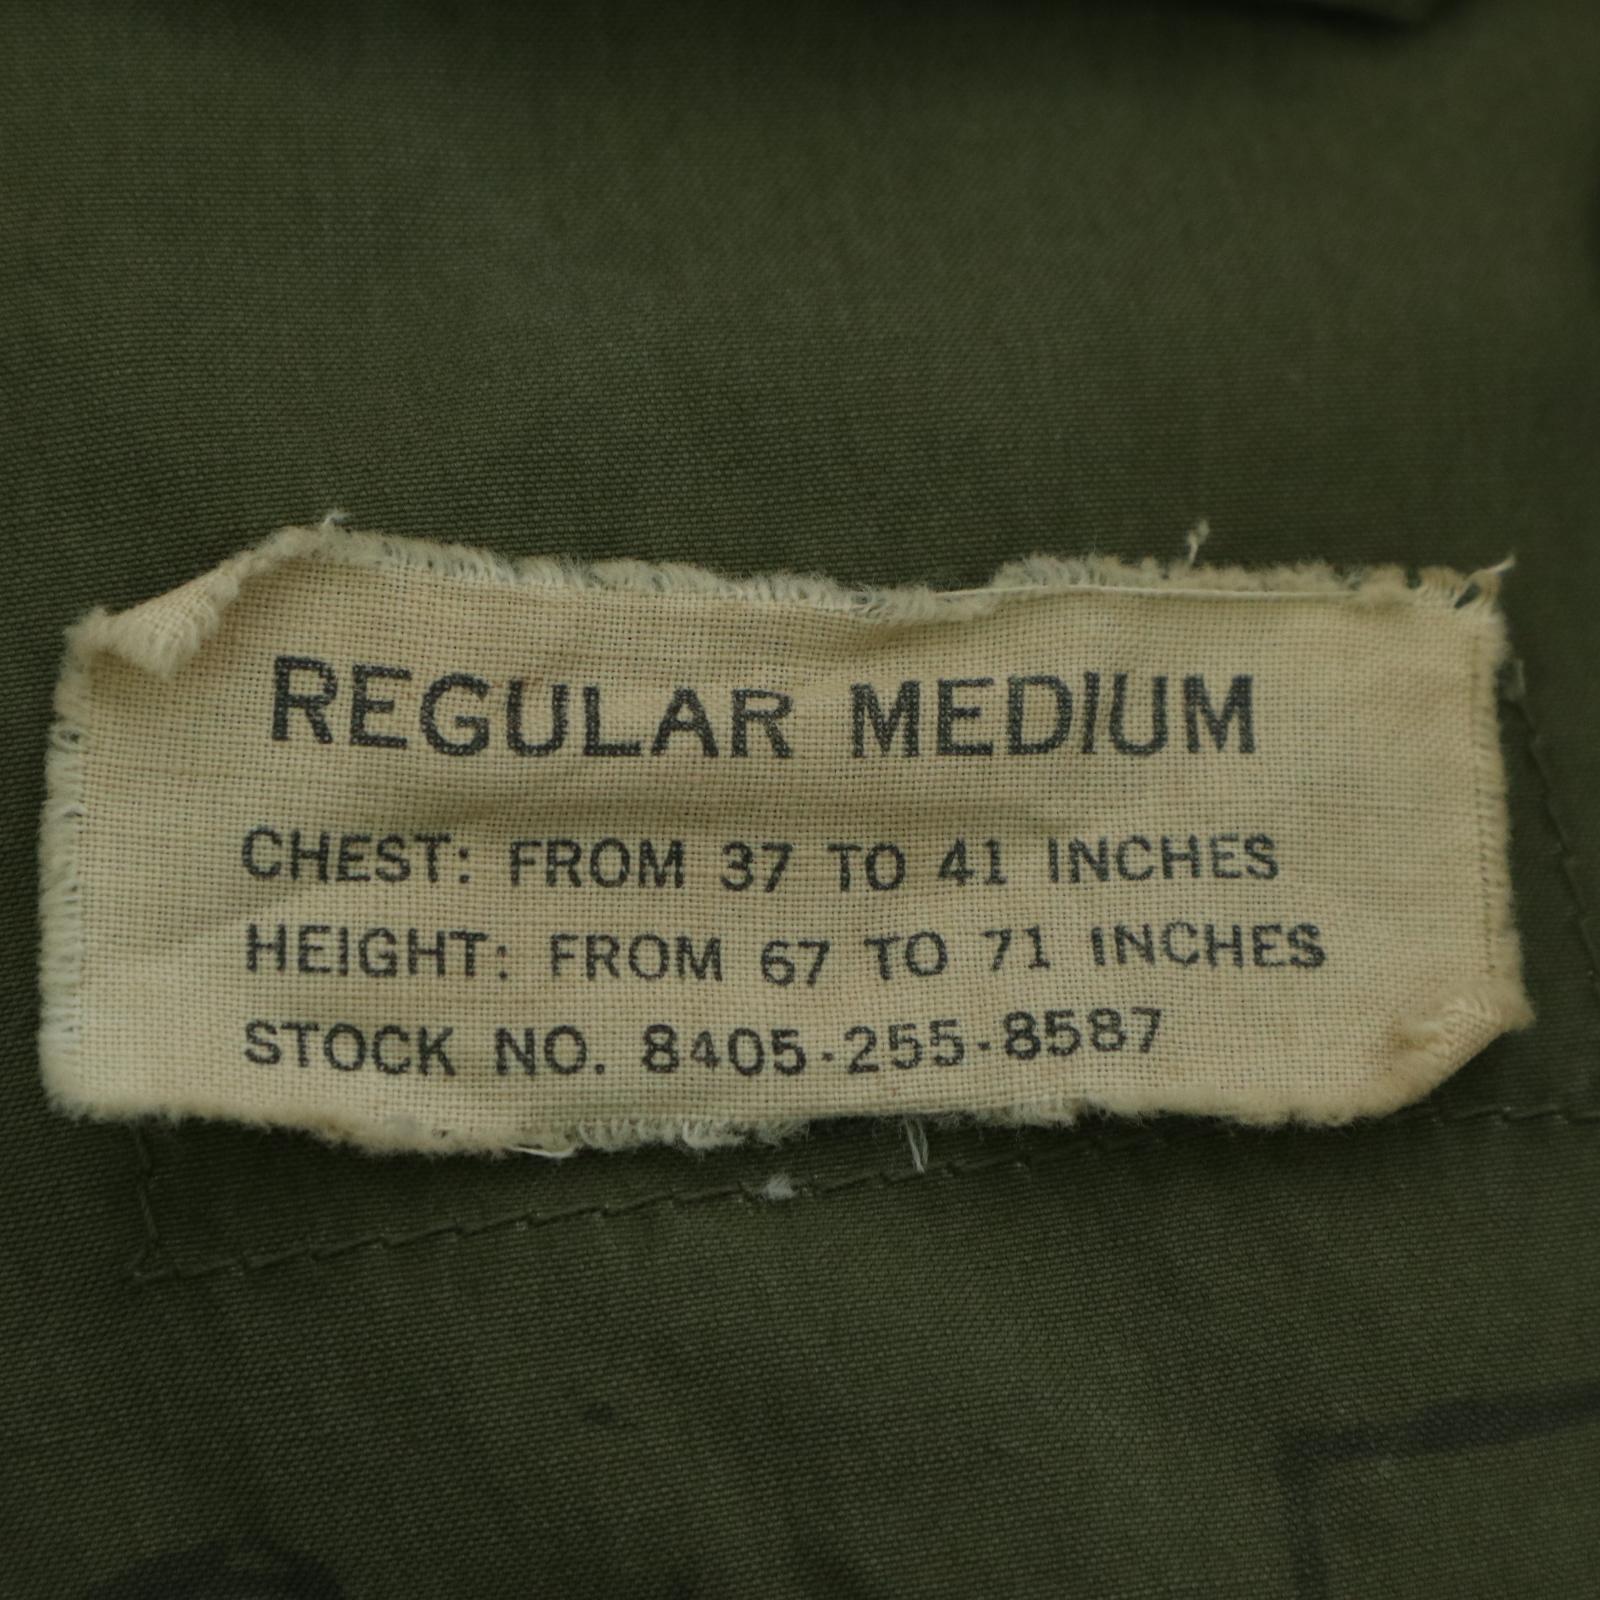 REGULAR MEDIUM
CHEST: FROM 37 TO 41 INCHES
HEIGHT: FROM 67 TO 71 INCHES
STOCK NO. 8405-255-8587